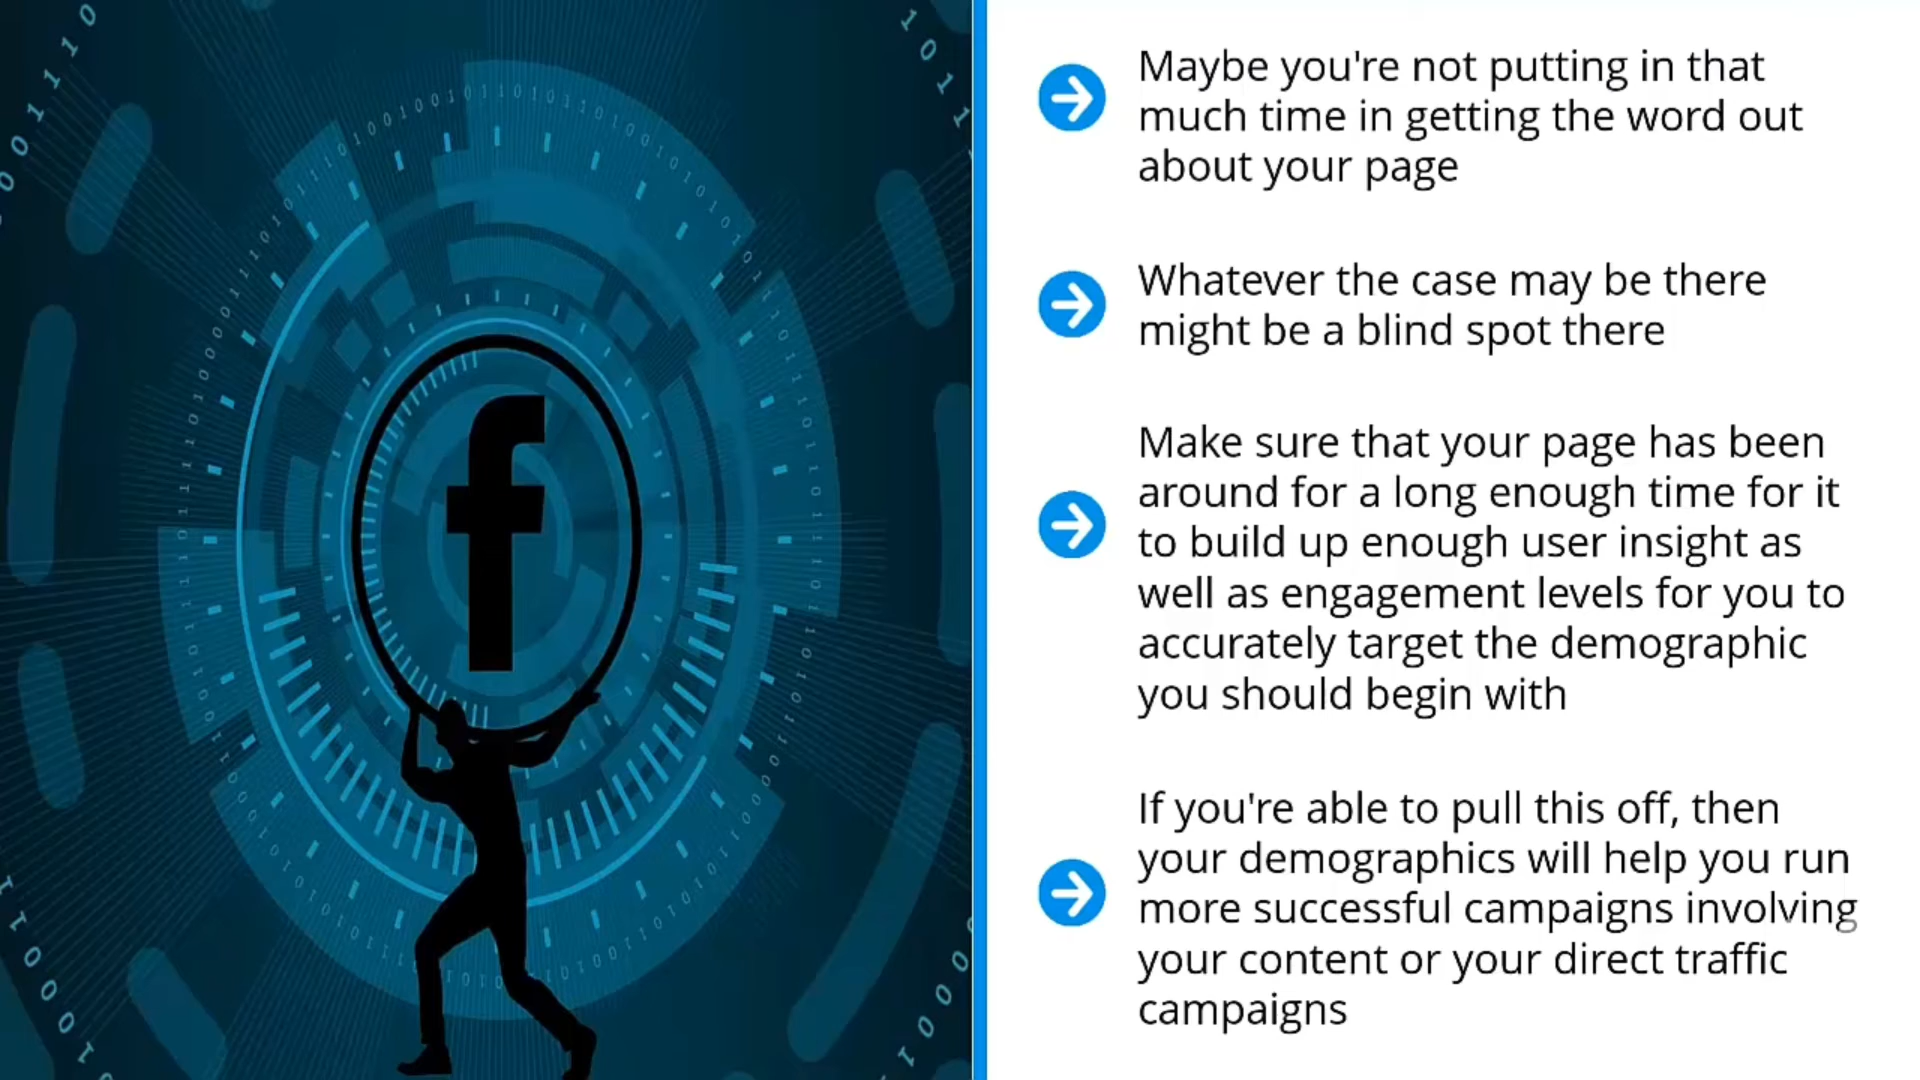 Maybe you're not putting in that
much time in getting the word out
about your page
Whatever the case may be there
might be a blind spot there
Make sure that your page has been
around for a long enough time for it
to build up enough user insight as
well as engagement levels for you to
accurately target the demographic
you should begin with
If you're able to pull this off, then
your demographics will help you run
more successful campaigns involving
your content or your direct traffic
campaigns
f